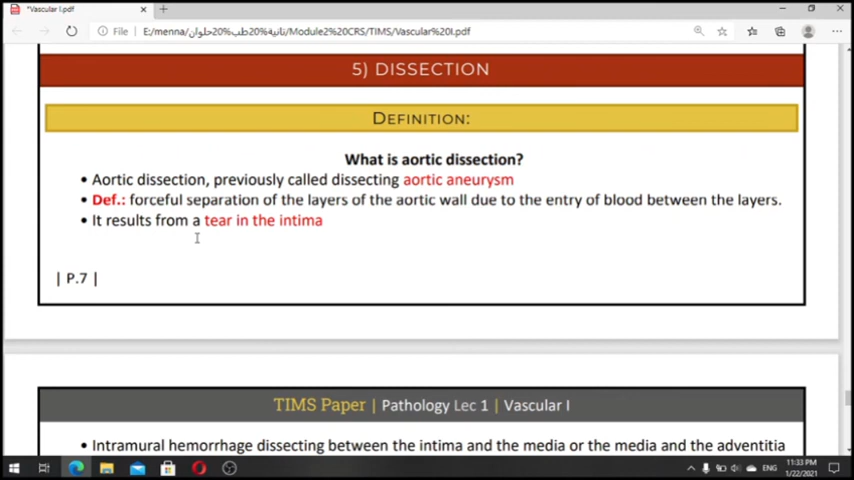 *Vascular I.pdf
File | E:/menna/ثانية%20طب%20حلوان/Module2%20CRS/TIMS/Vascular%20I.pdf
5) DISSECTION
DEFINITION:
What is aortic dissection?
• Aortic dissection, previously called dissecting aortic aneurysm
• Def.: forceful separation of the layers of the aortic wall due to the entry of blood between the layers.
• It results from a tear in the intima
| P.7 |
TIMS Paper | Pathology Lec 1 | Vascular I
• Intramural hemorrhage dissecting between the intima and the media or the media and the adventitia
ENG
11:33 PM
1/22/2021